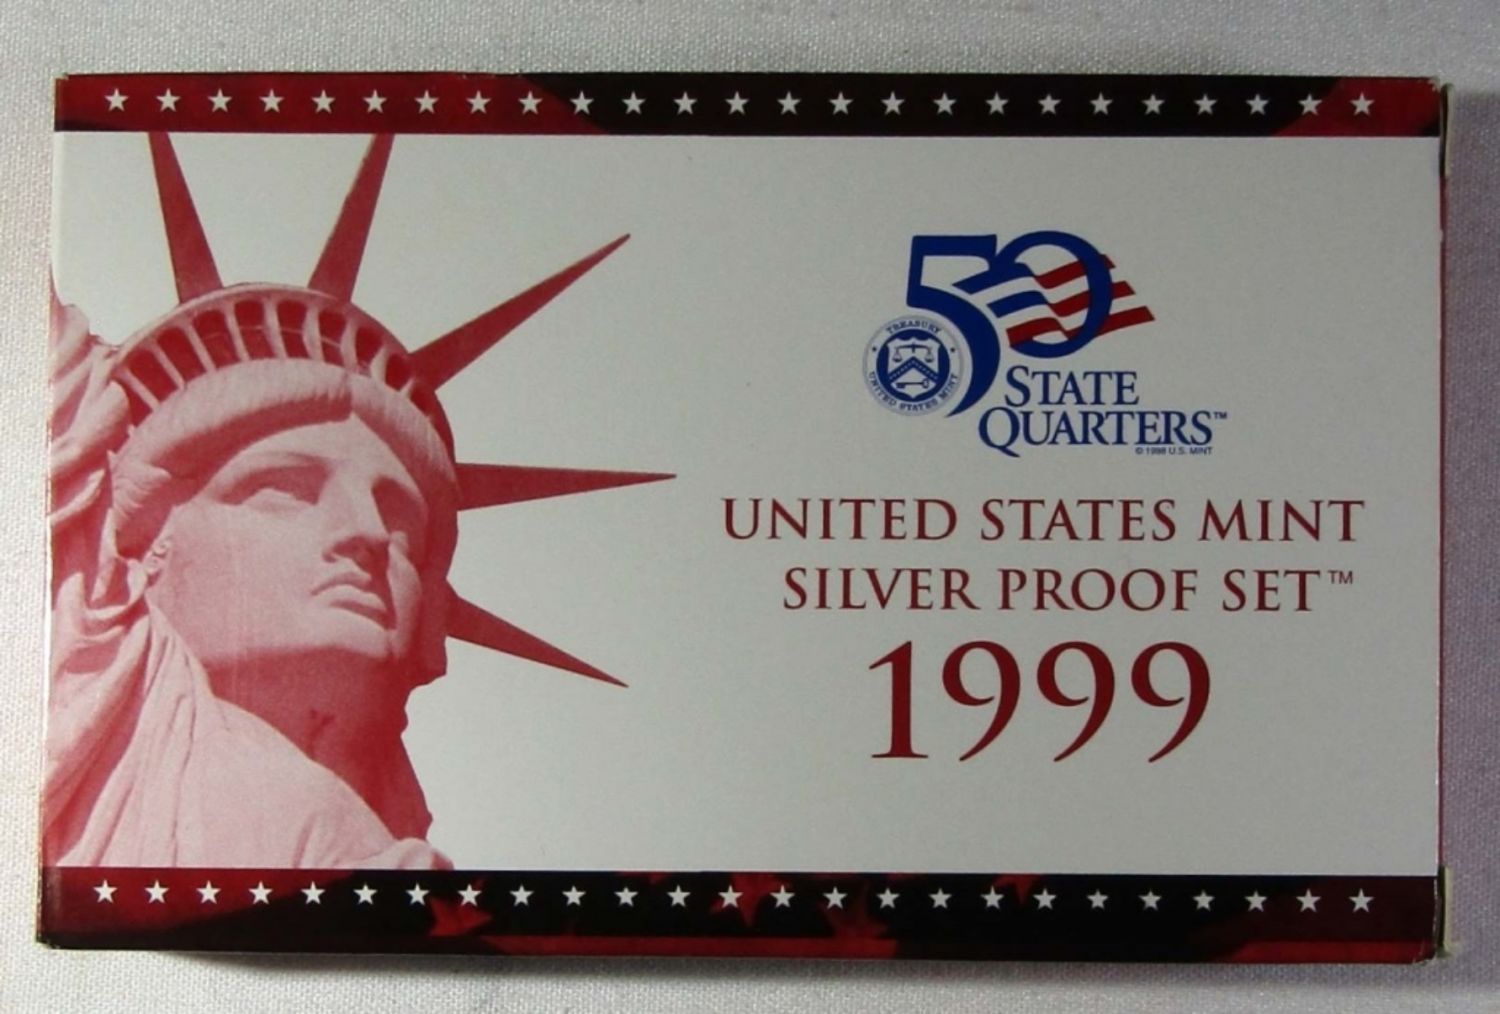 50
TREASURY
UNITED STATES MINT
STATE
QUARTERS™
© 1998 U.S. MINT
UNITED STATES MINT
SILVER PROOF SET™
1999